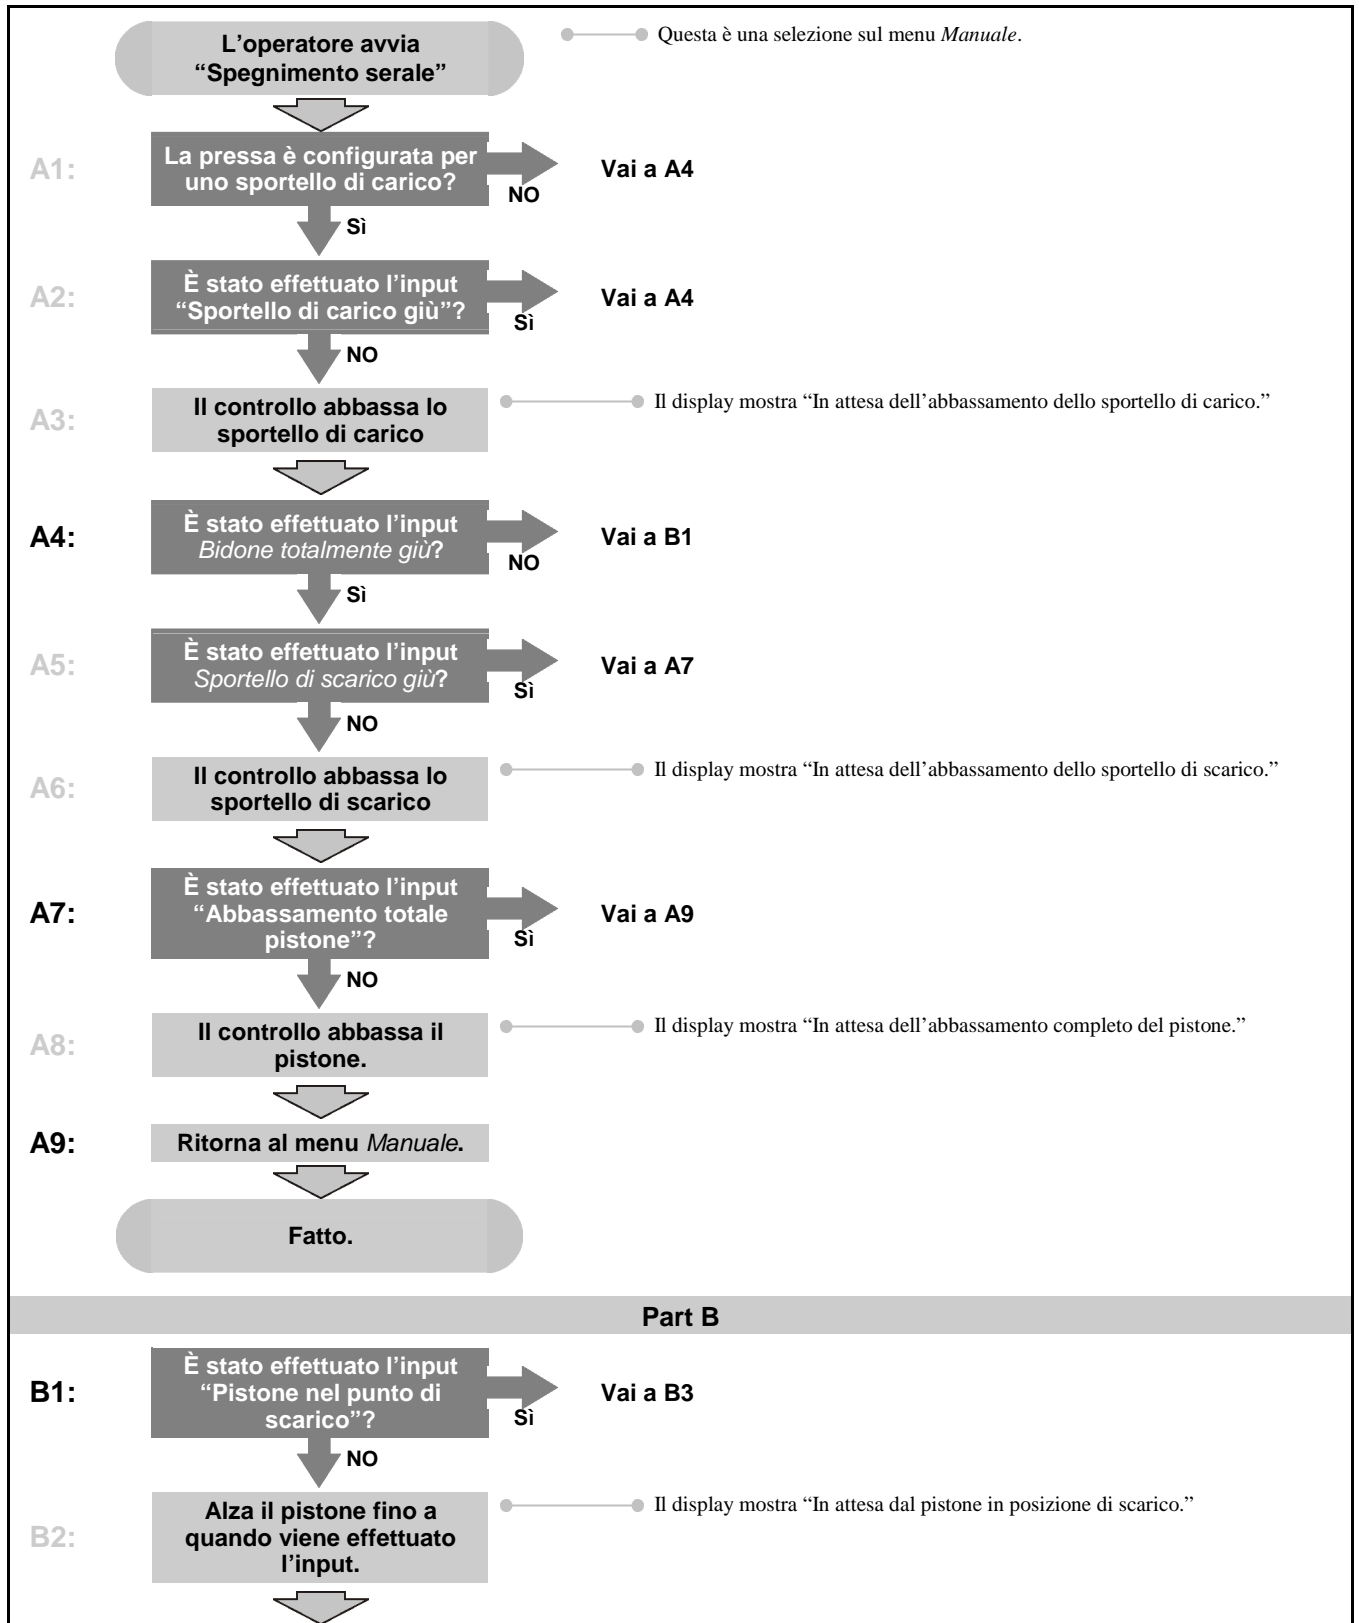 L’operatore avvia
“Spegnimento serale”
Questa è una selezione sul menu Manuale.
A1:
La pressa è configurata per
uno sportello di carico?
NO
Vai a A4
Sì
A2:
È stato effettuato l’input
“Sportello di carico giù”?
Sì
Vai a A4
NO
A3:
Il controllo abbassa lo
sportello di carico
Il display mostra “In attesa dell’abbassamento dello sportello di carico.”
A4:
È stato effettuato l’input
Bidone totalmente giù?
NO
Vai a B1
Sì
A5:
È stato effettuato l’input
Sportello di scarico giù?
Sì
Vai a A7
NO
A6:
Il controllo abbassa lo
sportello di scarico
Il display mostra “In attesa dell’abbassamento dello sportello di scarico.”
A7:
È stato effettuato l’input
“Abbassamento totale
pistone”?
Sì
Vai a A9
NO
A8:
Il controllo abbassa il
pistone.
Il display mostra “In attesa dell’abbassamento completo del pistone.”
A9:
Ritorna al menu Manuale.
Fatto.
Part B
B1:
È stato effettuato l’input
“Pistone nel punto di
scarico”?
Sì
Vai a B3
NO
B2:
Alza il pistone fino a
quando viene effettuato
l’input.
Il display mostra “In attesa dal pistone in posizione di scarico.”